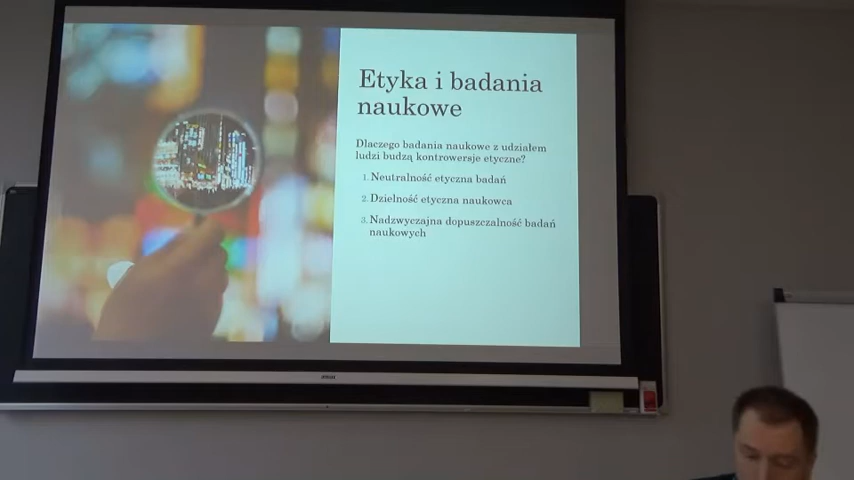 Etyka i badania
naukowe
Dlaczego badania naukowe z udziałem
ludzi budzą kontrowersje etyczne?
1. Neutralność etyczna badań
2. Dzielność etyczna naukowca
3. Nadzwyczajna dopuszczalność badań
naukowych